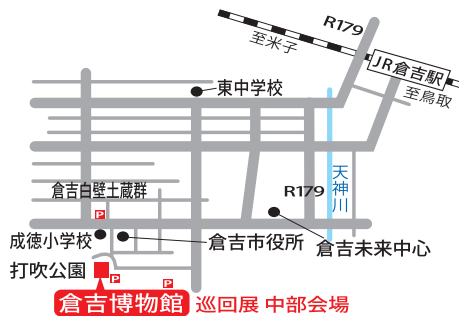 R179
至米子
JR倉吉駅
至鳥取
東中学校
天神川
倉吉白壁土蔵群
R179
P
成徳小学校
倉吉市役所
倉吉未来中心
打吹公園
P
P
倉吉博物館 巡回展 中部会場